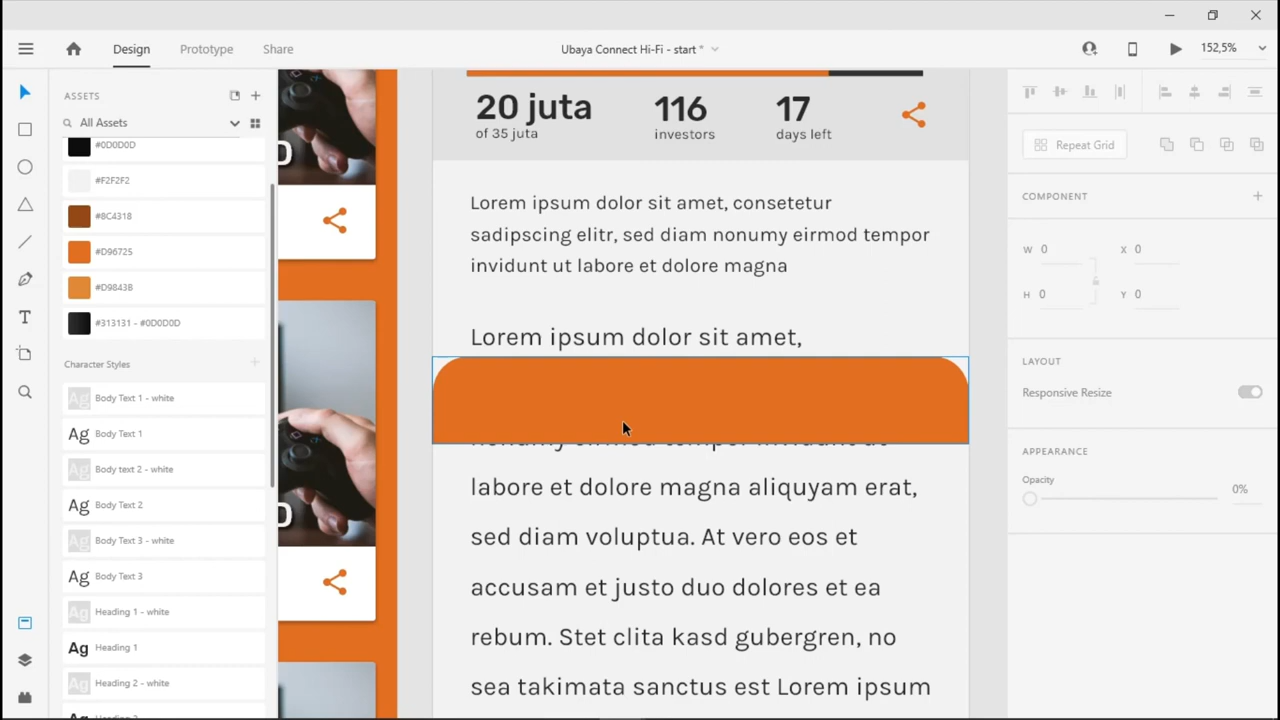 Design
Prototype
Share
Ubaya Connect Hi-Fi - start *
152,5%
ASSETS
All Assets
#0D0D0D
#F2F2F2
#8C4318
#D96725
#D9843B
#313131 - #0D0D0D
Character Styles
Ag Body Text 1 - white
Ag Body Text 1
Ag Body text 2 - white
Ag Body Text 2
Ag Body Text 3 - white
Ag Body Text 3
Ag Heading 1 - white
Ag Heading 1
Ag Heading 2 - white
20 juta
of 35 juta
116
investors
17
days left
Lorem ipsum dolor sit amet, consetetur
sadipscing elitr, sed diam nonumy eirmod tempor
invidunt ut labore et dolore magna
Lorem ipsum dolor sit amet,
labore et dolore magna aliquyam erat,
sed diam voluptua. At vero eos et
accusam et justo duo dolores et ea
rebum. Stet clita kasd gubergren, no
sea takimata sanctus est Lorem ipsum
Repeat Grid
COMPONENT
W 0 X 0
H 0 Y 0
LAYOUT
Responsive Resize
APPEARANCE
Opacity
0%